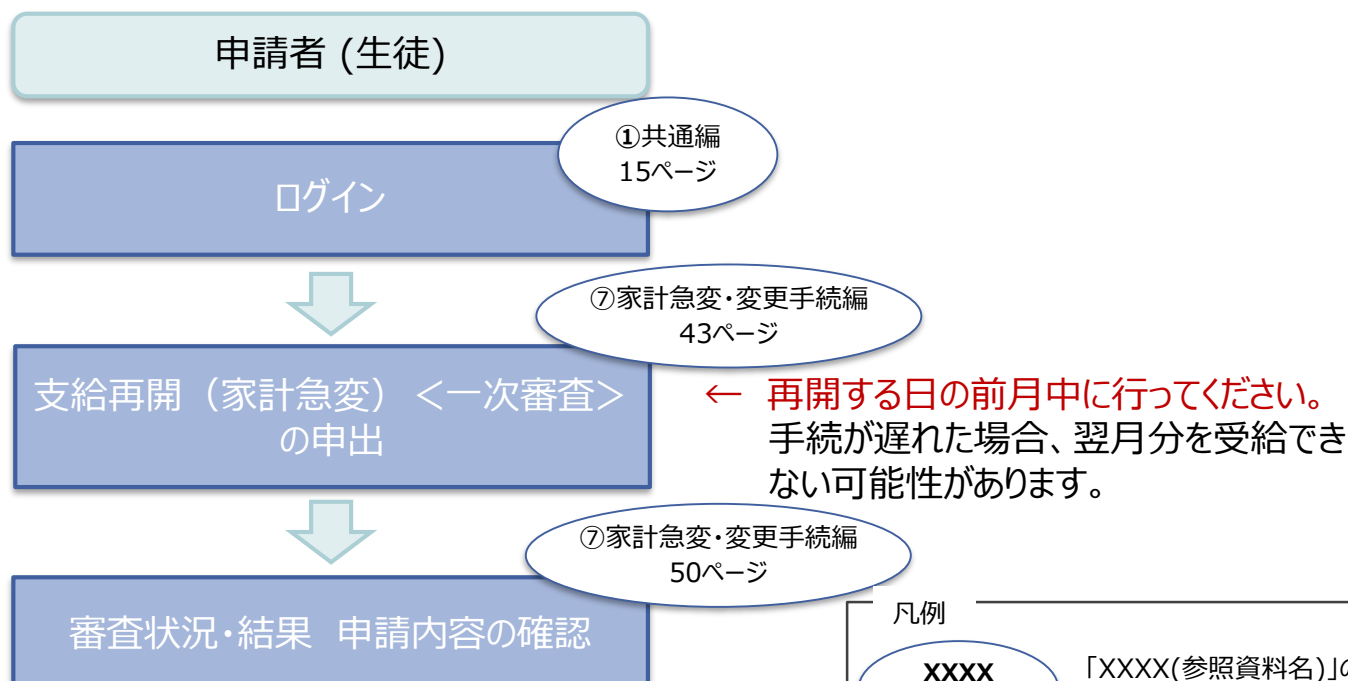 申請者 (生徒)
①共通編
15ページ
ログイン
⑦家計急変・変更手続編
43ページ
支給再開（家計急変）＜一次審査＞
の申出
← 再開する日の前月中に行ってください。
手続が遅れた場合、翌月分を受給でき
ない可能性があります。
⑦家計急変・変更手続編
50ページ
審査状況・結果　申請内容の確認
凡例
XXXX
「XXXX(参照資料名)」の